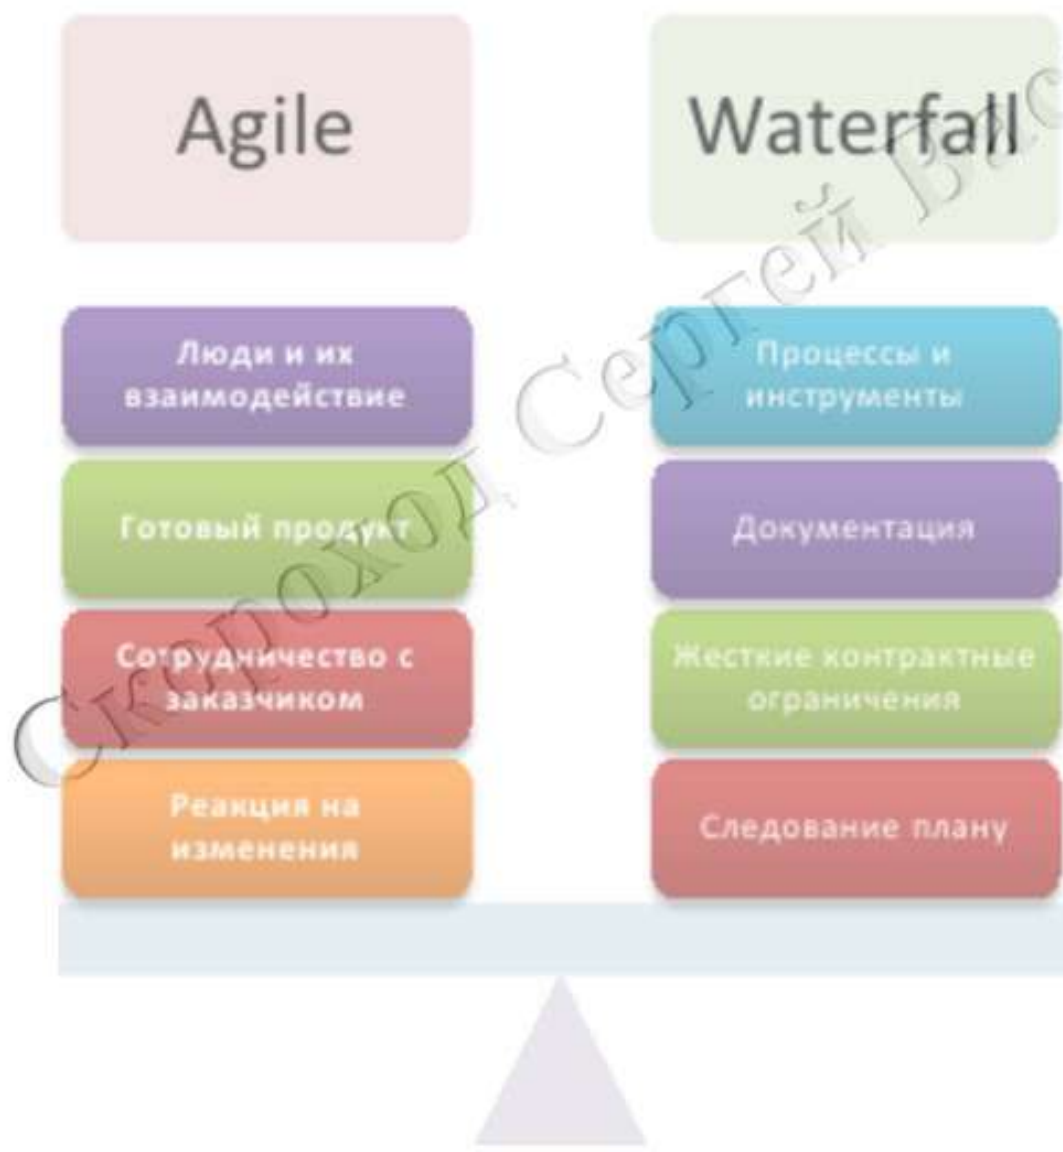 Agile
Люди и их
взаимодействие
Готовый продукт
Сотрудничество с
заказчиком
Реакция на
изменения
Waterfall
Процессы и
инструменты
Документация
Жесткие контрактные
ограничения
Следование плану
Скороход Сергей Вас